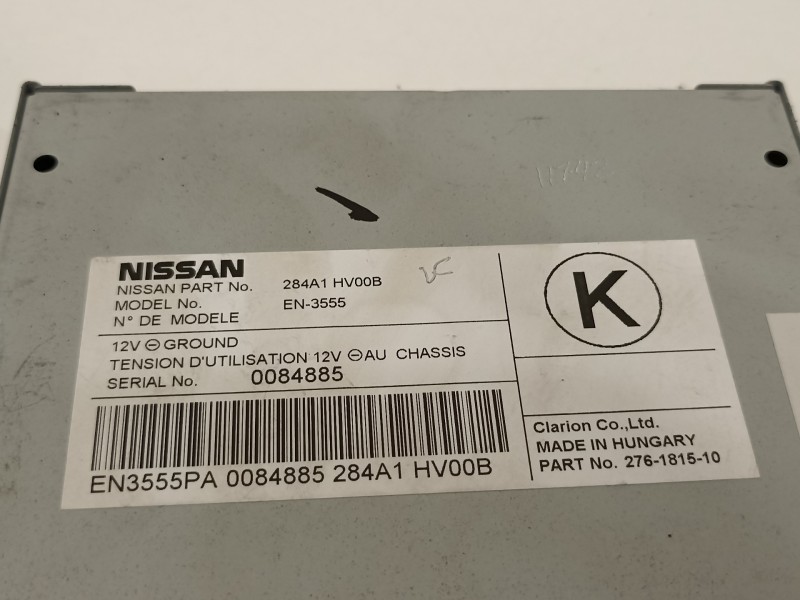 NISSAN
NISSAN PART No. 284A1 HV00B
MODEL No. EN-3555
N° DE MODELE
12V ⊖ GROUND
TENSION D'UTILISATION 12V ⊖ AU CHASSIS
SERIAL No. 0084885
EN3555PA 0084885 284A1 HV00B
K
Clarion Co.,Ltd.
MADE IN HUNGARY
PART No. 276-1815-10